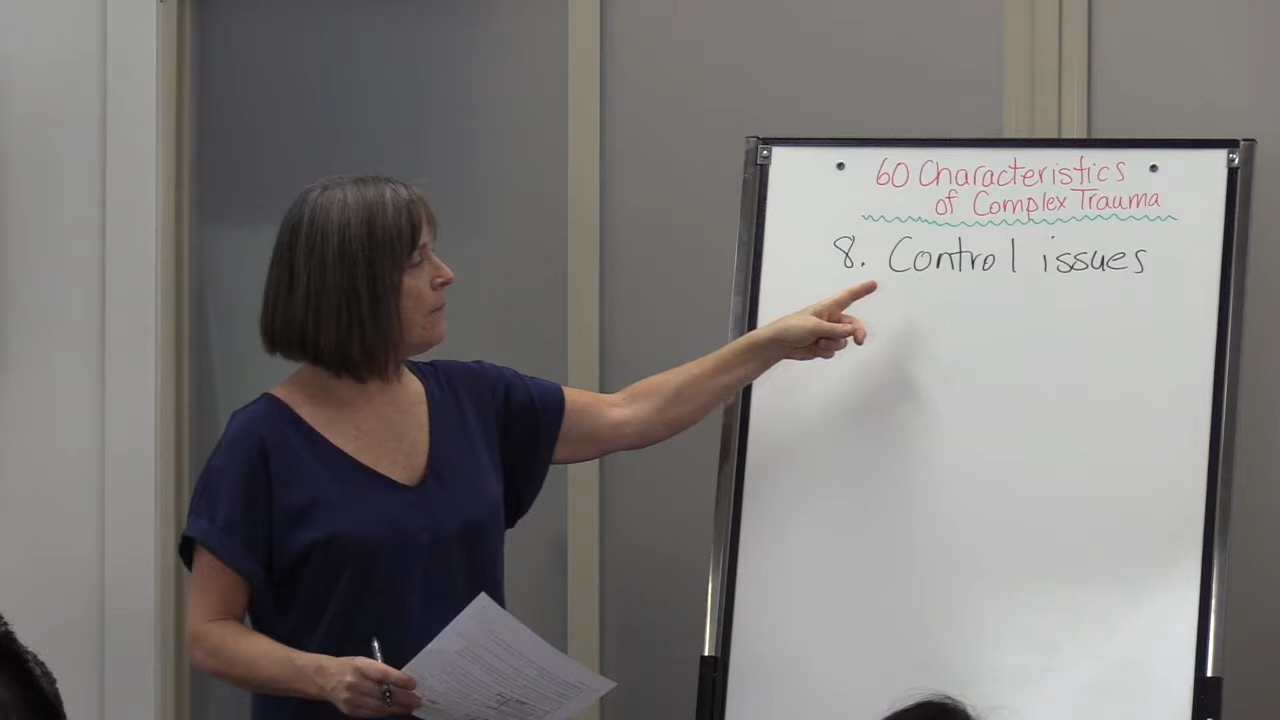 60 Characteristics
of Complex Trauma
8. Control issues